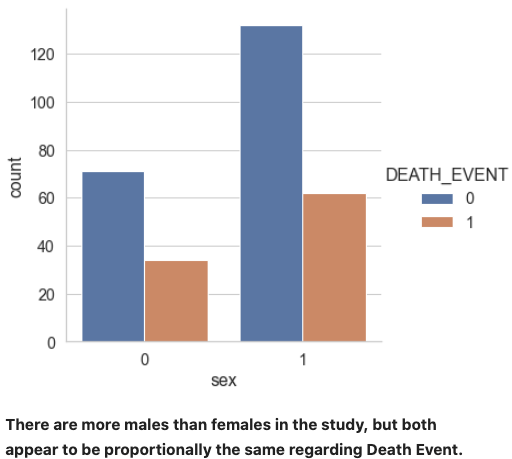 120
100
80
60
40
20
0
count
0 1
sex
DEATH_EVENT
0
1
There are more males than females in the study, but both
appear to be proportionally the same regarding Death Event.